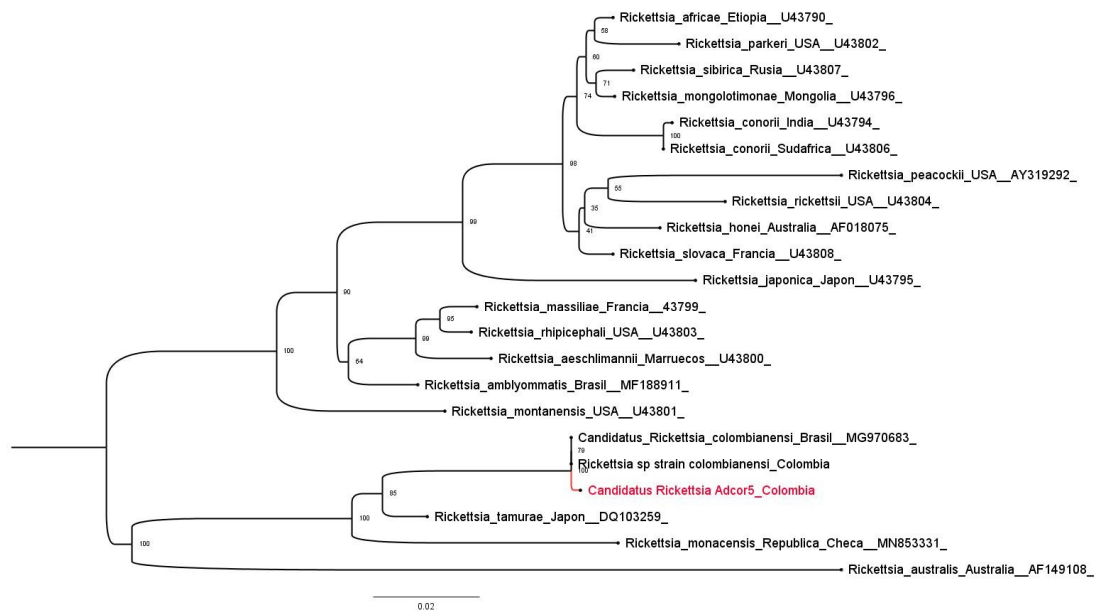 Rickettsia_africae_Etiopia__U43790_
58
Rickettsia_parkeri_USA__U43802_
60
Rickettsia_sibirica_Rusia__U43807_
71
74
Rickettsia_mongolotimonae_Mongolia__U43796_
Rickettsia_conorii_India__U43794_
100
Rickettsia_conorii_Sudafrica__U43806_
98
Rickettsia_peacockii_USA__AY319292_
55
Rickettsia_rickettsii_USA__U43804_
35
99
Rickettsia_honei_Australia__AF018075_
41
Rickettsia_slovaca_Francia__U43808_
Rickettsia_japonica_Japon__U43795_
90
Rickettsia_massiliae_Francia__43799_
95
Rickettsia_rhipicephali_USA__U43803_
99
100
Rickettsia_aeschlimannii_Marruecos__U43800_
64
Rickettsia_amblyommatis_Brasil__MF188911_
Rickettsia_montanensis_USA__U43801_
Candidatus_Rickettsia_colombianensi_Brasil__MG970683_
79
Rickettsia sp strain colombianensi_Colombia
100
Candidatus Rickettsia Adcor5_Colombia
85
Rickettsia_tamurae_Japon__DQ103259_
100
Rickettsia_monacensis_Republica_Checa__MN853331_
100
Rickettsia_australis_Australia__AF149108_
0.02